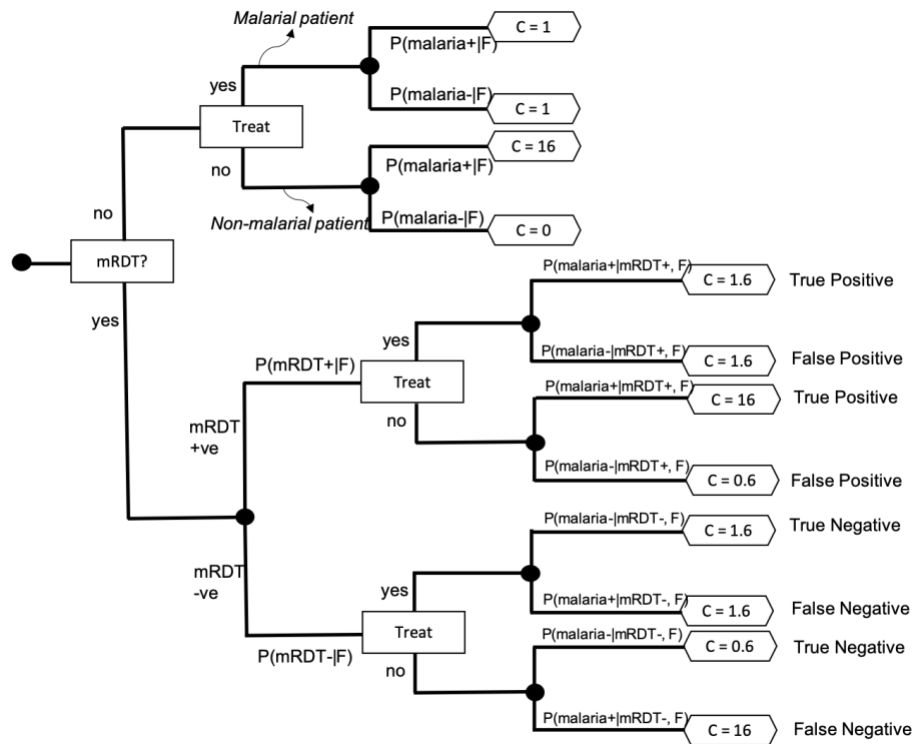 Malarial patient
C = 1
P(malaria+|F)
yes
P(malaria-|F)
C = 1
Treat
C = 16
no
P(malaria+|F)
P(malaria-|F)
no
Non-malarial patient
C = 0
mRDT?
P(malaria+|mRDT+, F)
C = 1.6
True Positive
yes
yes
P(mRDT+|F)
P(malaria-|mRDT+, F)
C = 1.6
False Positive
Treat
P(malaria+|mRDT+, F)
C = 16
True Positive
no
mRDT
+ve
P(malaria-|mRDT+, F)
C = 0.6
False Positive
P(malaria-|mRDT-, F)
C = 1.6
True Negative
mRDT
-ve
yes
P(malaria+|mRDT-, F)
C = 1.6
False Negative
Treat
P(malaria-|mRDT-, F)
C = 0.6
True Negative
P(mRDT-|F)
no
P(malaria+|mRDT-, F)
C = 16
False Negative